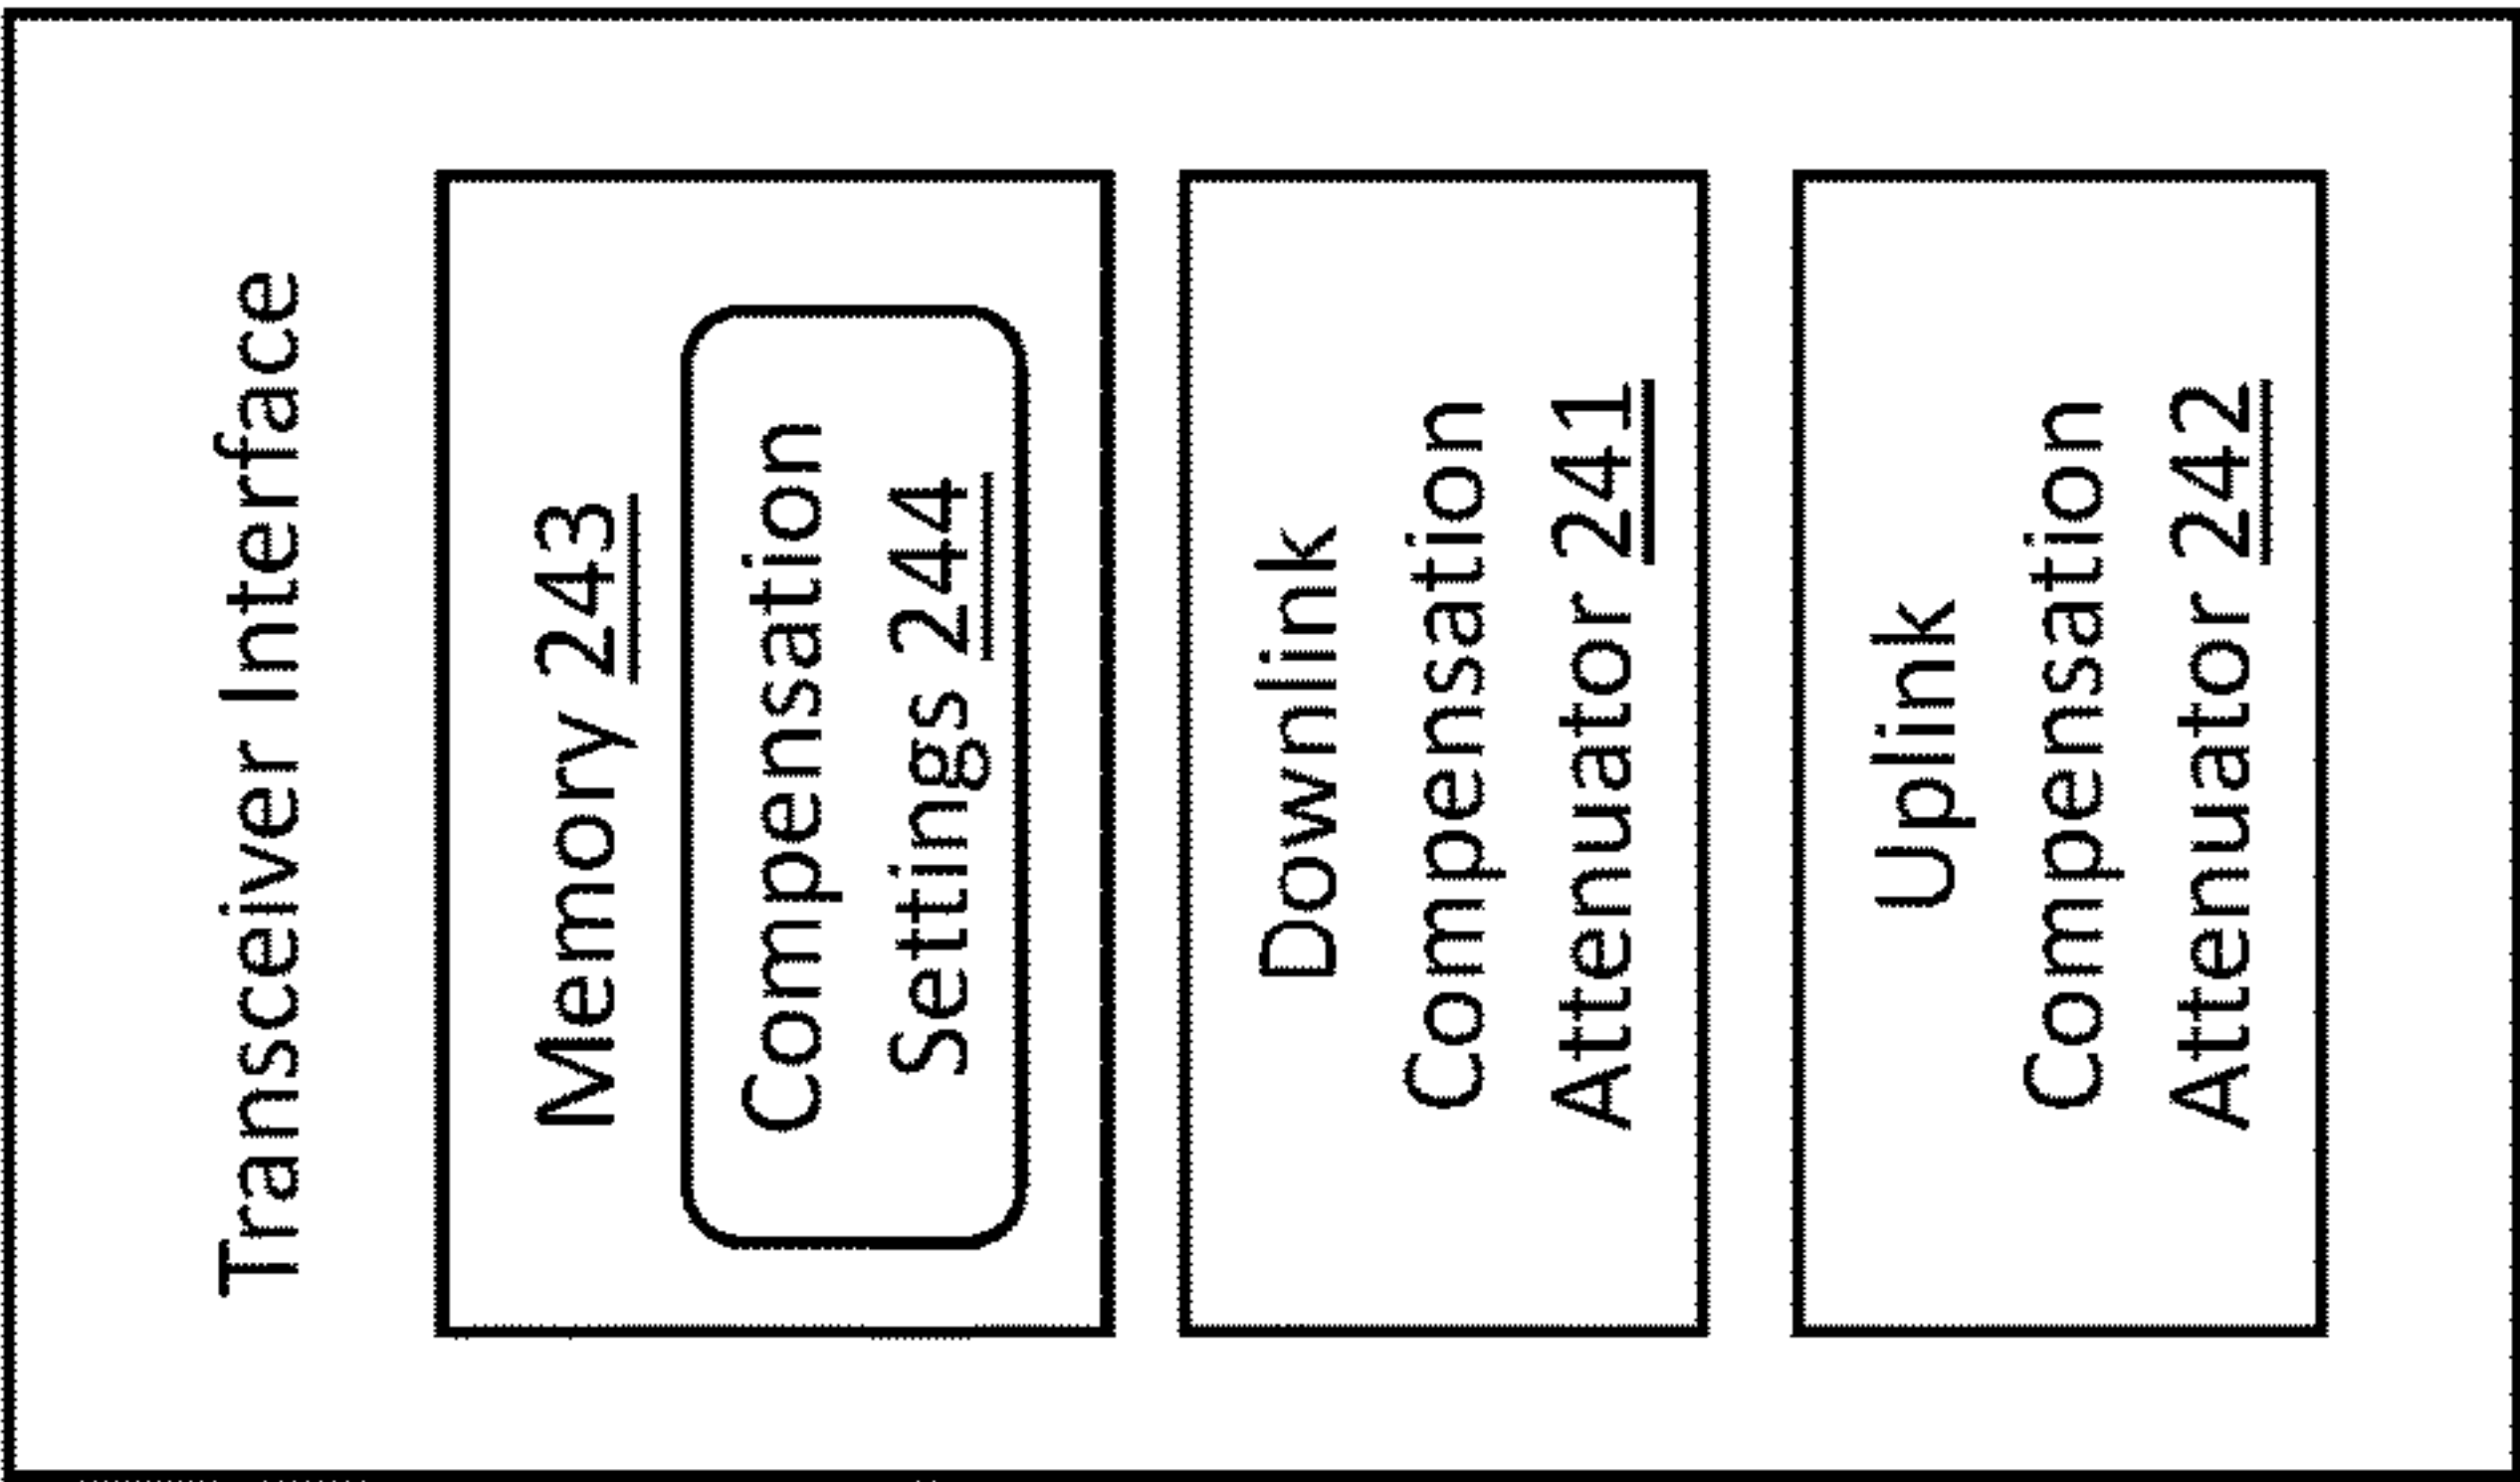 Transceiver Interface
Memory 243
Compensation
Settings 244
Downlink
Compensation
Attenuator 241
Uplink
Compensation
Attenuator 242